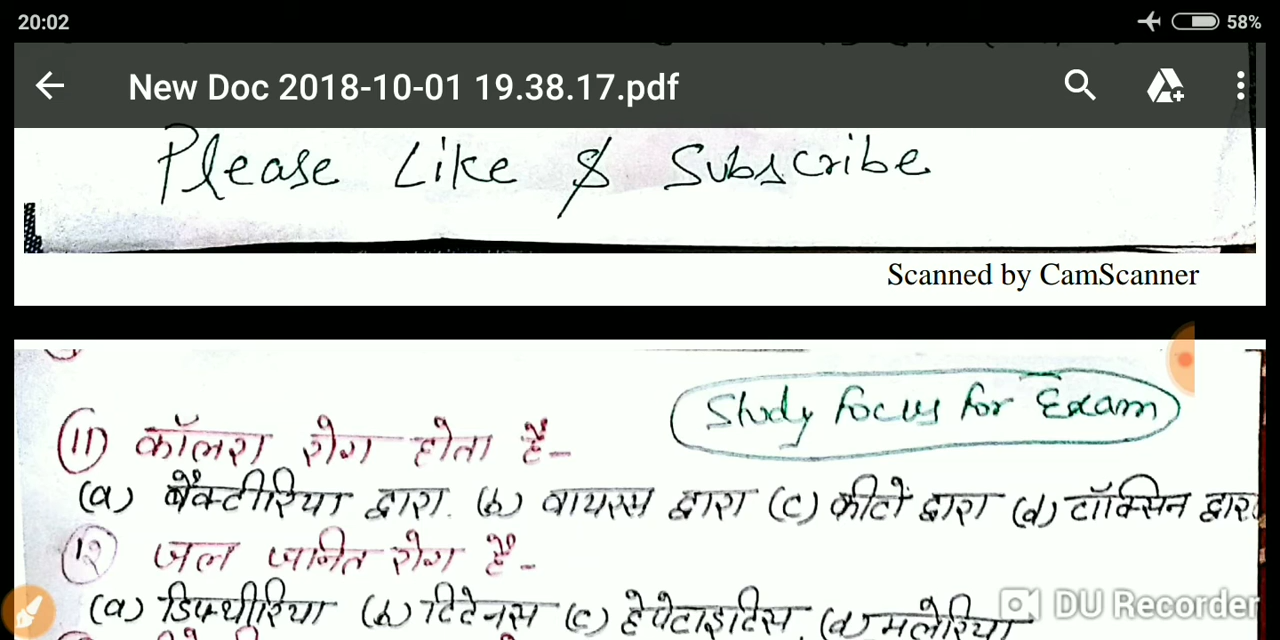 20:02 58%
New Doc 2018-10-01 19.38.17.pdf
Please Like & Subscribe
Scanned by CamScanner
Study Focus for Exam
(11) कॉलरा रोग होता है-
(a) बैक्टीरिया द्वारा. (b) वायरस द्वारा (c) कीटों द्वारा (d) टॉक्सिन द्वारा
(12) जल जनित रोग है-
(a) डिफ्थीरिया (b) टिटेनस (c) हेपेटाइटिस (d) मलेरिया
DU Recorder